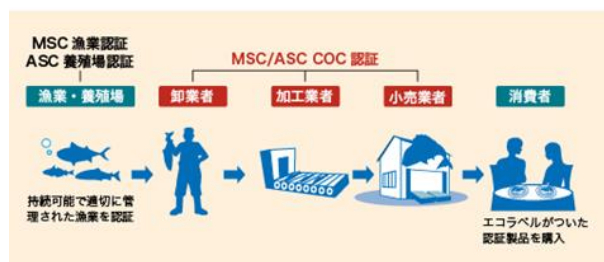 MSC 漁業認証
ASC 養殖場認証
MSC/ASC COC 認証
漁業・養殖場
卸業者
加工業者
小売業者
消費者
持続可能で適切に管
理された漁業を認証
エコラベルがついた
認証製品を購入